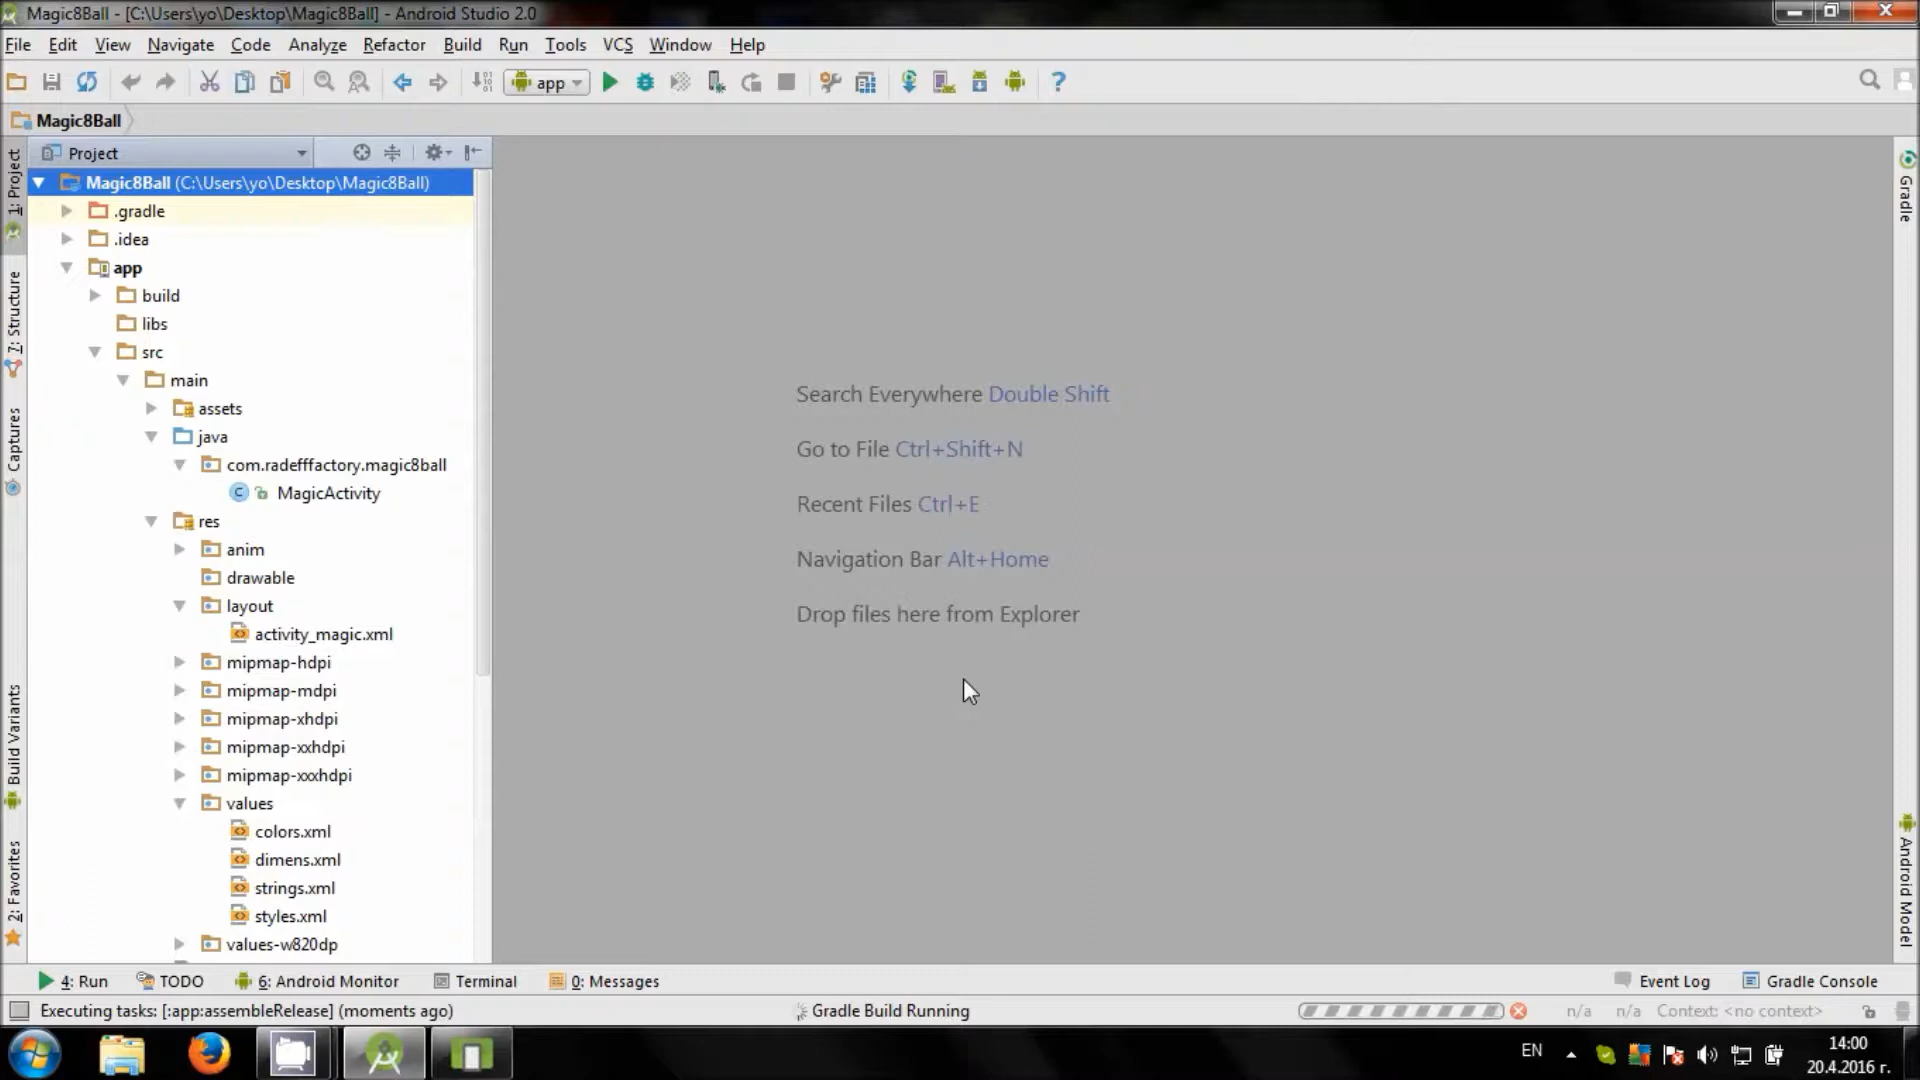 Magic8Ball - [C:\Users\yo\Desktop\Magic8Ball] - Android Studio 2.0
File Edit View Navigate Code Analyze Refactor Build Run Tools VCS Window Help
app
Magic8Ball
1: Project
7: Structure
Captures
Build Variants
2: Favorites
Project
Magic8Ball (C:\Users\yo\Desktop\Magic8Ball)
.gradle
.idea
app
build
libs
src
main
assets
java
com.radefffactory.magic8ball
MagicActivity
res
anim
drawable
layout
activity_magic.xml
mipmap-hdpi
mipmap-mdpi
mipmap-xhdpi
mipmap-xxhdpi
mipmap-xxxhdpi
values
colors.xml
dimens.xml
strings.xml
styles.xml
values-w820dp
Search Everywhere Double Shift
Go to File Ctrl+Shift+N
Recent Files Ctrl+E
Navigation Bar Alt+Home
Drop files here from Explorer
Gradle
Android Model
4: Run TODO 6: Android Monitor Terminal 0: Messages Event Log Gradle Console
Executing tasks: [:app:assembleRelease] (moments ago) Gradle Build Running n/a n/a Context: <no context>
EN
14:00
20.4.2016 г.